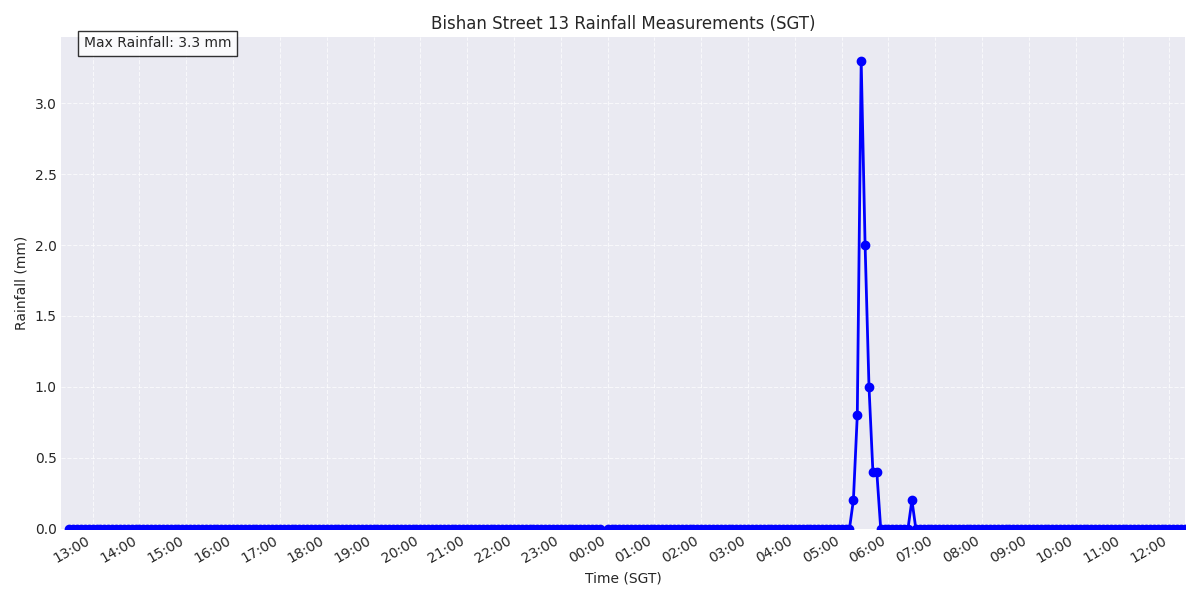 Bishan Street 13 Rainfall Measurements (SGT)
Max Rainfall: 3.3 mm
Rainfall (mm)
3.0
2.5
2.0
1.5
1.0
0.5
0.0
13:00 14:00 15:00 16:00 17:00 18:00 19:00 20:00 21:00 22:00 23:00 00:00 01:00 02:00 03:00 04:00 05:00 06:00 07:00 08:00 09:00 10:00 11:00 12:00
Time (SGT)